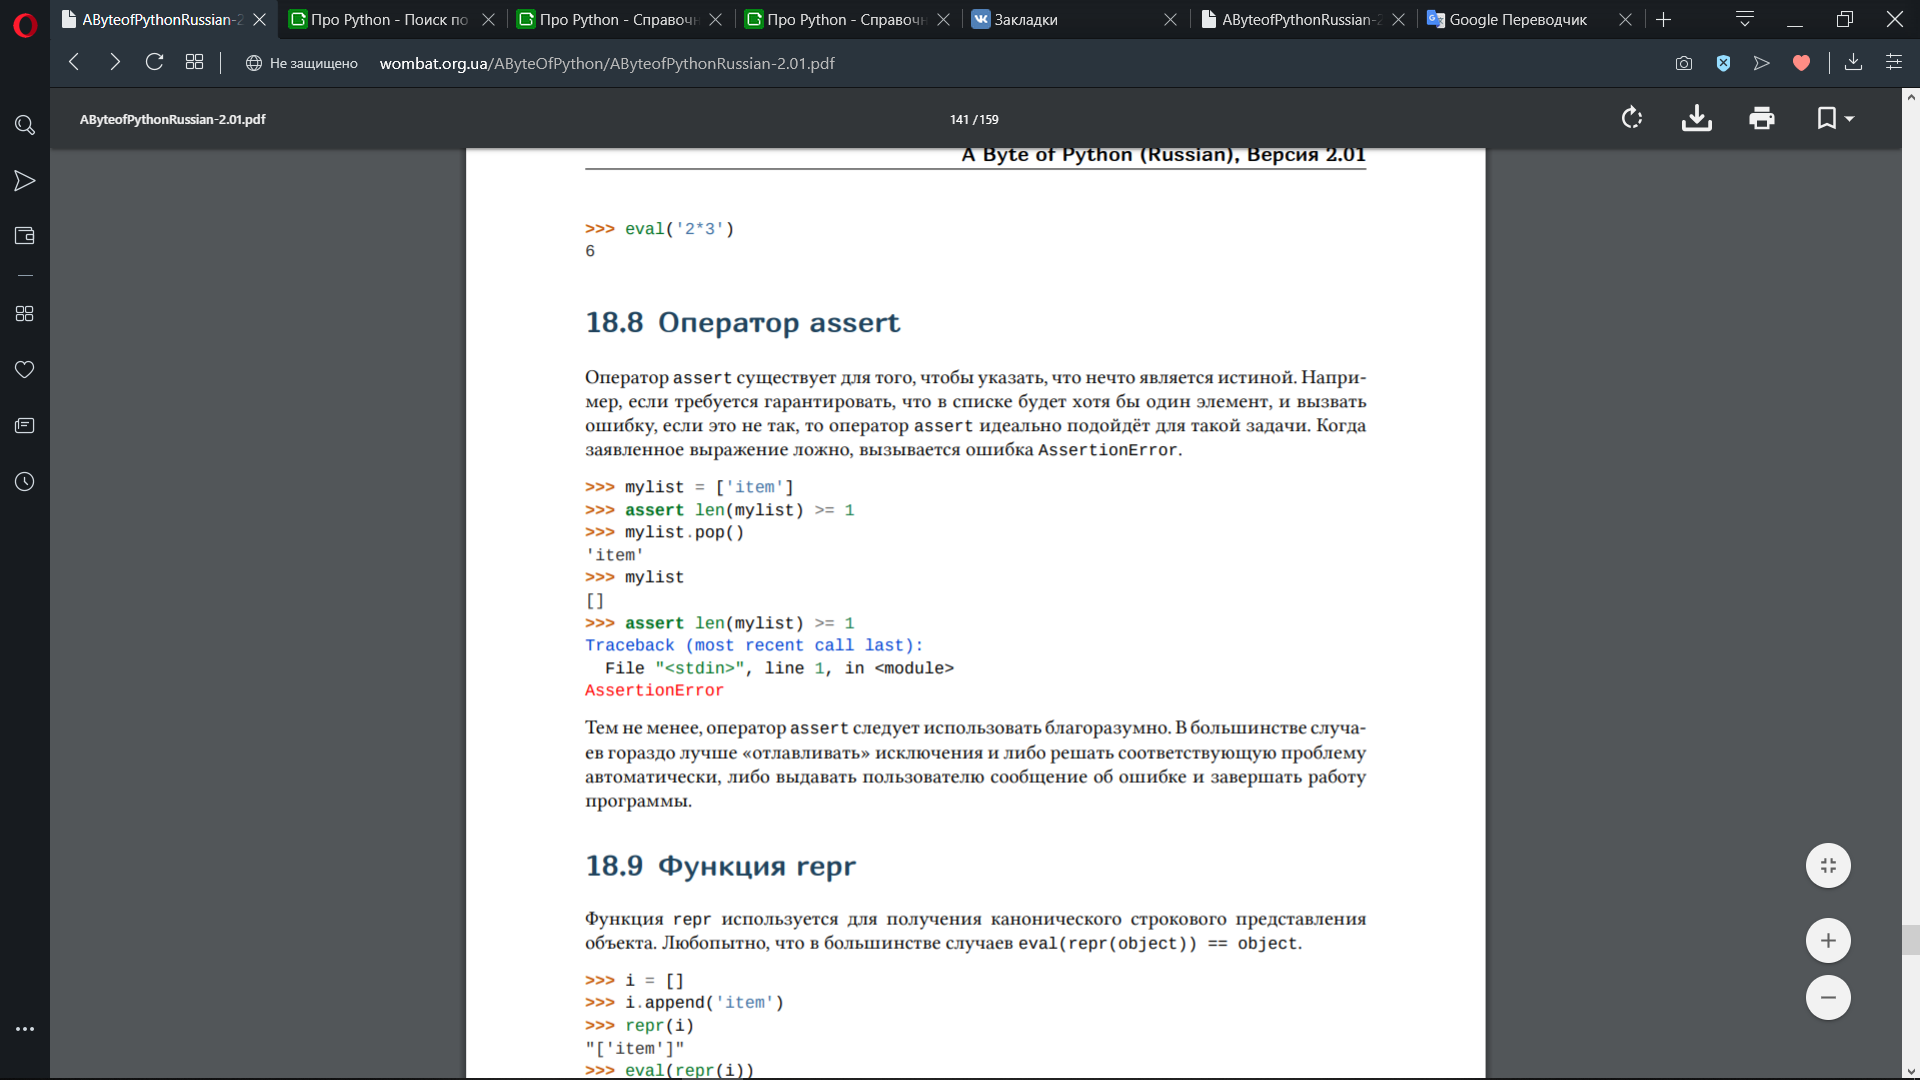 AByteofPythonRussian-2
Про Python - Поиск по
Про Python - Справочн
Про Python - Справочн
Закладки
AByteofPythonRussian-2
Google Переводчик
Не защищено
wombat.org.ua/AByteOfPython/AByteofPythonRussian-2.01.pdf
AByteofPythonRussian-2.01.pdf
141 / 159
A Byte of Python (Russian), Версия 2.01
>>> eval('2*3')
6
18.8 Оператор assert
Оператор assert существует для того, чтобы указать, что нечто является истиной. Напри-
мер, если требуется гарантировать, что в списке будет хотя бы один элемент, и вызвать
ошибку, если это не так, то оператор assert идеально подойдёт для такой задачи. Когда
заявленное выражение ложно, вызывается ошибка AssertionError.
>>> mylist = ['item']
>>> assert len(mylist) >= 1
>>> mylist.pop()
'item'
>>> mylist
[]
>>> assert len(mylist) >= 1
Traceback (most recent call last):
  File "<stdin>", line 1, in <module>
AssertionError
Тем не менее, оператор assert следует использовать благоразумно. В большинстве случа-
ев гораздо лучше «отлавливать» исключения и либо решать соответствующую проблему
автоматически, либо выдавать пользователю сообщение об ошибке и завершать работу
программы.
18.9 Функция repr
Функция repr используется для получения канонического строкового представления
объекта. Любопытно, что в большинстве случаев eval(repr(object)) == object.
>>> i = []
>>> i.append('item')
>>> repr(i)
"['item']"
>>> eval(repr(i))